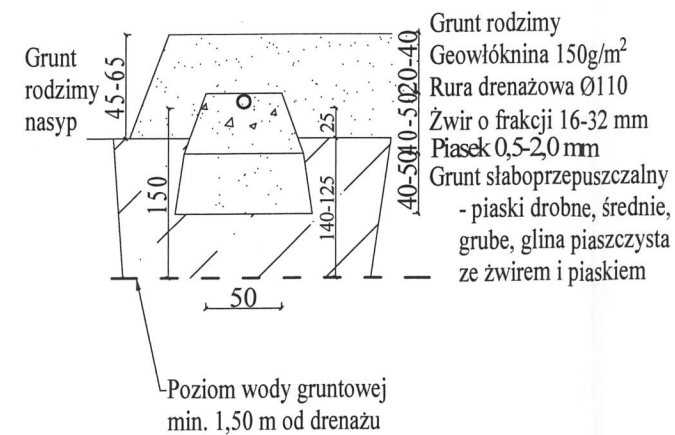 Grunt
rodzimy
nasyp
45-65
150
25
140-125
50
20-40
40-50
40-50
Grunt rodzimy
Geowłóknina 150g/m²
Rura drenażowa Ø110
Żwir o frakcji 16-32 mm
Piasek 0,5-2,0 mm
Grunt słaboprzepuszczalny
- piaski drobne, średnie,
grube, glina piaszczysta
ze żwirem i piaskiem
Poziom wody gruntowej
min. 1,50 m od drenażu